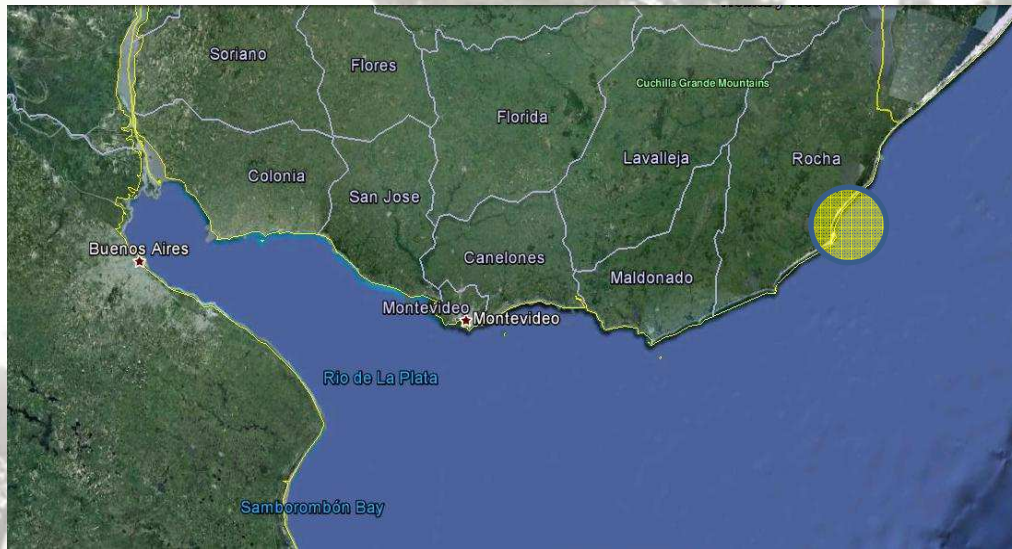 Soriano
Flores
Cuchilla Grande Mountains
Florida
Lavalleja
Rocha
Colonia
San Jose
Buenos Aires
Canelones
Maldonado
Montevideo
Montevideo
Rio de La Plata
Samborombón Bay